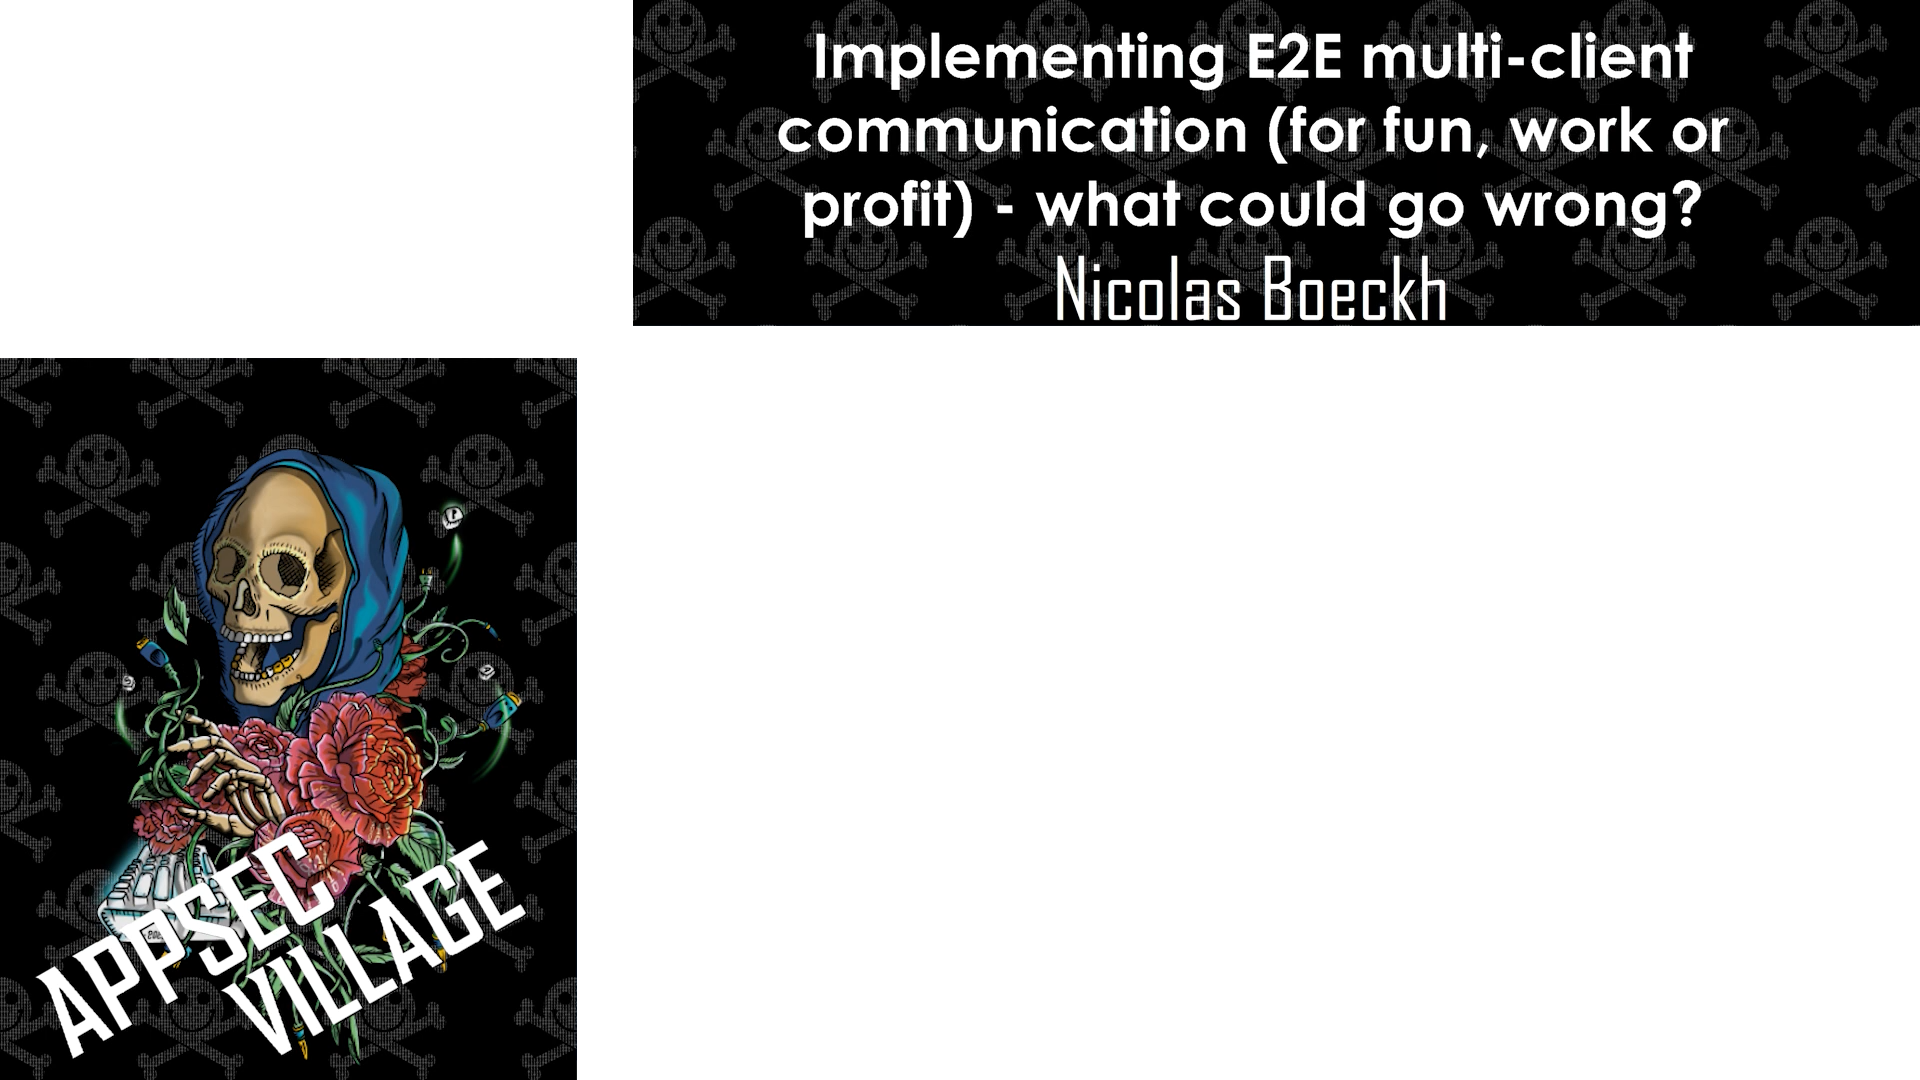 Implementing E2E multi-client
communication (for fun, work or
profit) - what could go wrong?
Nicolas Boeckh
APPSEC
VILLAGE